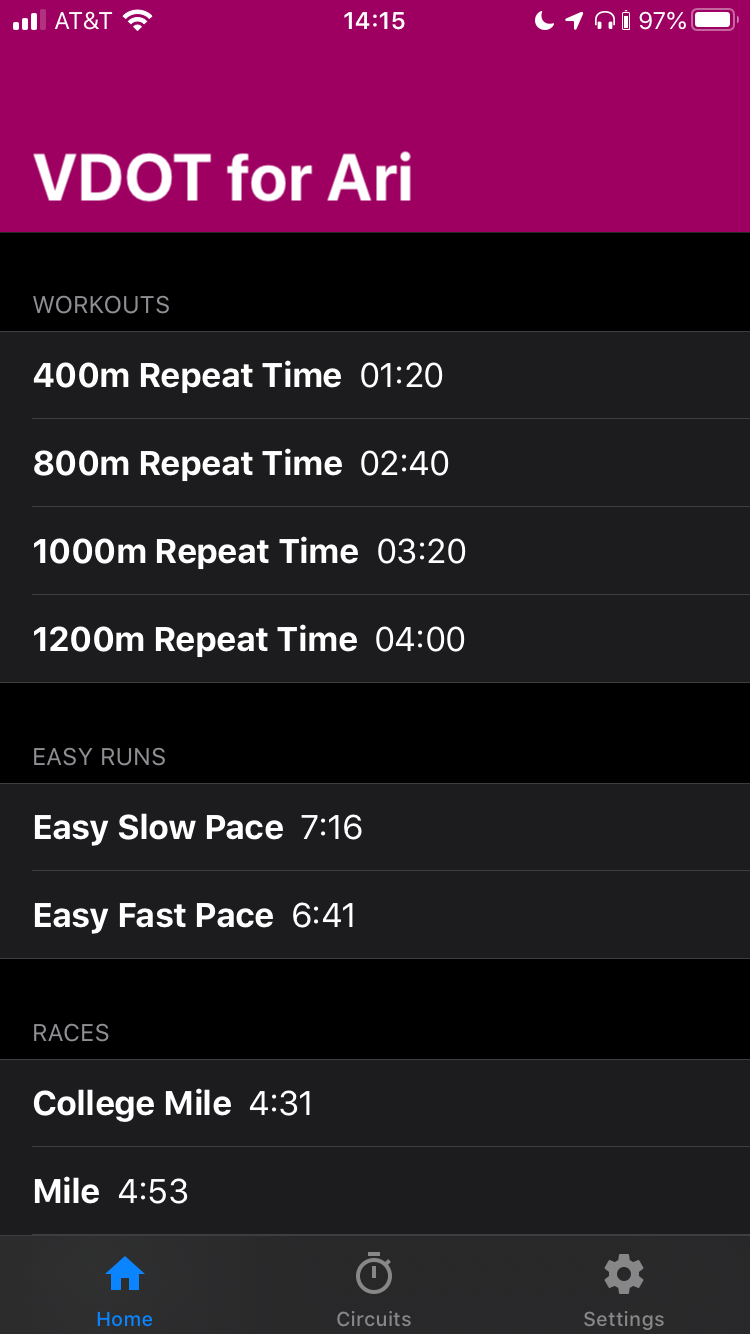 AT&T 14:15 97%
VDOT for Ari
WORKOUTS
400m Repeat Time 01:20
800m Repeat Time 02:40
1000m Repeat Time 03:20
1200m Repeat Time 04:00
EASY RUNS
Easy Slow Pace 7:16
Easy Fast Pace 6:41
RACES
College Mile 4:31
Mile 4:53
Home Circuits Settings